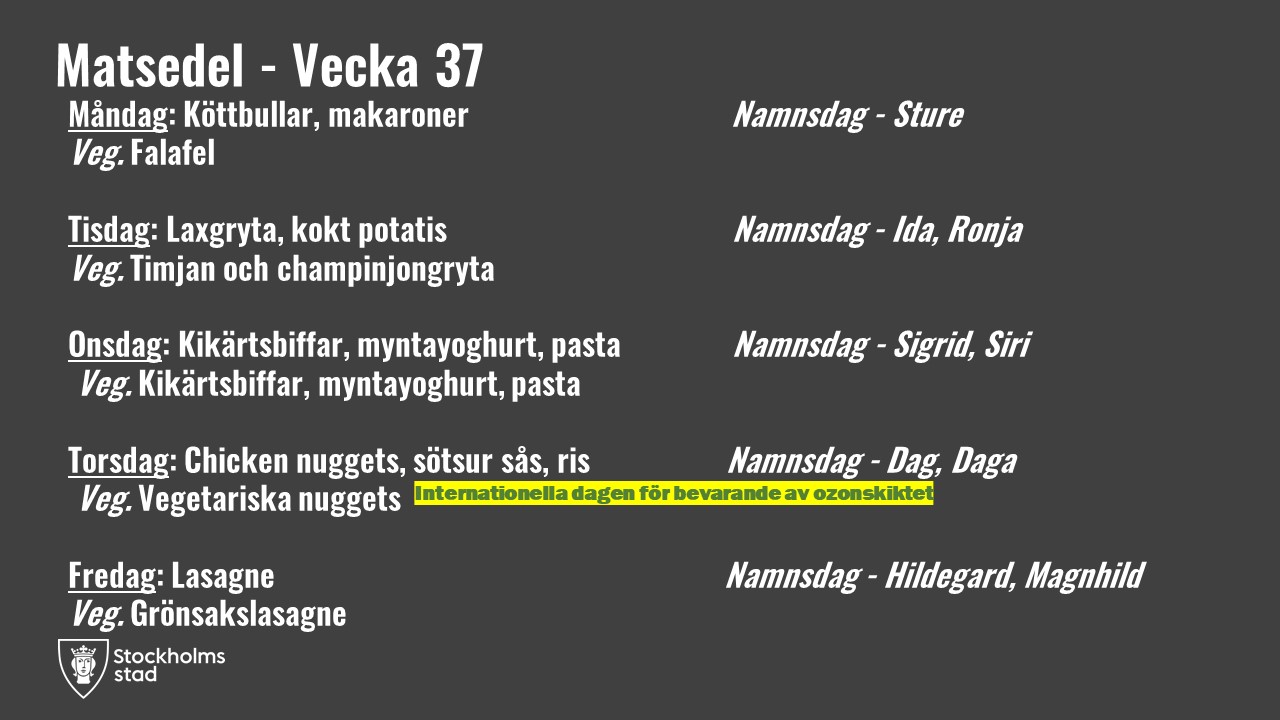 Matsedel - Vecka 37
Måndag: Köttbullar, makaroner
Namnsdag - Sture
Veg. Falafel
Tisdag: Laxgryta, kokt potatis
Namnsdag - Ida, Ronja
Veg. Timjan och champinjongryta
Onsdag: Kikärtsbiffar, myntayoghurt, pasta
Namnsdag - Sigrid, Siri
Veg. Kikärtsbiffar, myntayoghurt, pasta
Torsdag: Chicken nuggets, sötsur sås, ris
Namnsdag - Dag, Daga
Veg. Vegetariska nuggets
Internationella dagen för bevarande av ozonskiktet
Fredag: Lasagne
Namnsdag - Hildegard, Magnhild
Veg. Grönsakslasagne
Stockholms
stad